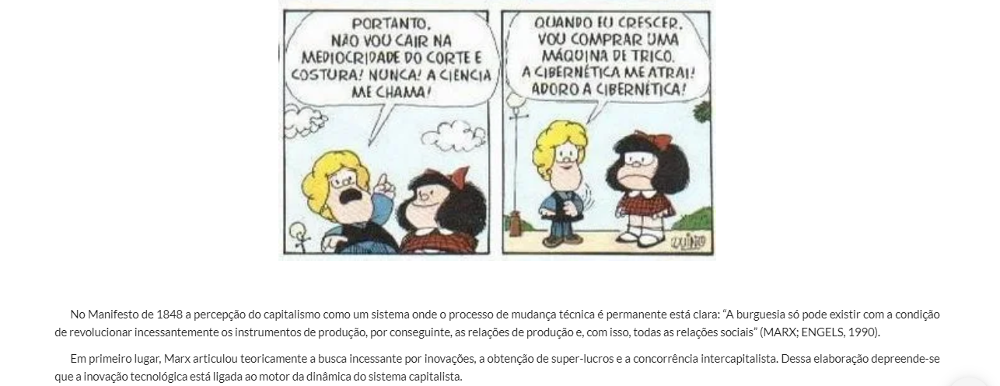 PORTANTO,
NÃO VOU CAIR NA
MEDIOCRIDADE DO CORTE E
COSTURA! NUNCA! A CIÊNCIA
ME CHAMA!
QUANDO EU CRESCER,
VOU COMPRAR UMA
MÁQUINA DE TRICO.
A CIBERNÉTICA ME ATRAI!
ADORO A CIBERNÉTICA!
QUINO
No Manifesto de 1848 a percepção do capitalismo como um sistema onde o processo de mudança técnica é permanente está clara: “A burguesia só pode existir com a condição
de revolucionar incessantemente os instrumentos de produção, por conseguinte, as relações de produção e, com isso, todas as relações sociais” (MARX; ENGELS, 1990).
Em primeiro lugar, Marx articulou teoricamente a busca incessante por inovações, a obtenção de super-lucros e a concorrência intercapitalista. Dessa elaboração depreende-se
que a inovação tecnológica está ligada ao motor da dinâmica do sistema capitalista.